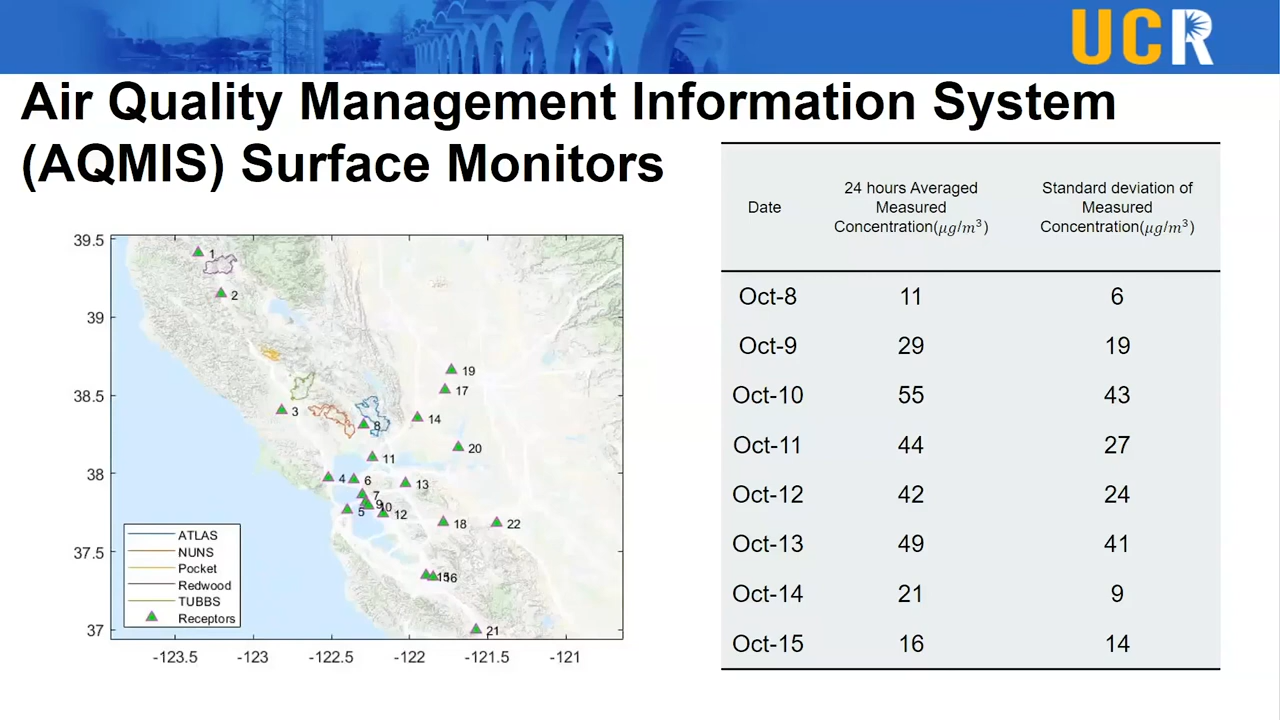 UCR
Air Quality Management Information System
(AQMIS) Surface Monitors
39.5
39
38.5
38
37.5
37
-123.5 -123 -122.5 -122 -121.5 -121
1
2
19
17
3
14
8
20
11
4
6
13
7
9
10
5
12
18
22
15
16
21
ATLAS
NUNS
Pocket
Redwood
TUBBS
Receptors
Date
24 hours Averaged
Measured
Concentration(μg/m³)
Standard deviation of
Measured
Concentration(μg/m³)
Oct-8 11 6
Oct-9 29 19
Oct-10 55 43
Oct-11 44 27
Oct-12 42 24
Oct-13 49 41
Oct-14 21 9
Oct-15 16 14